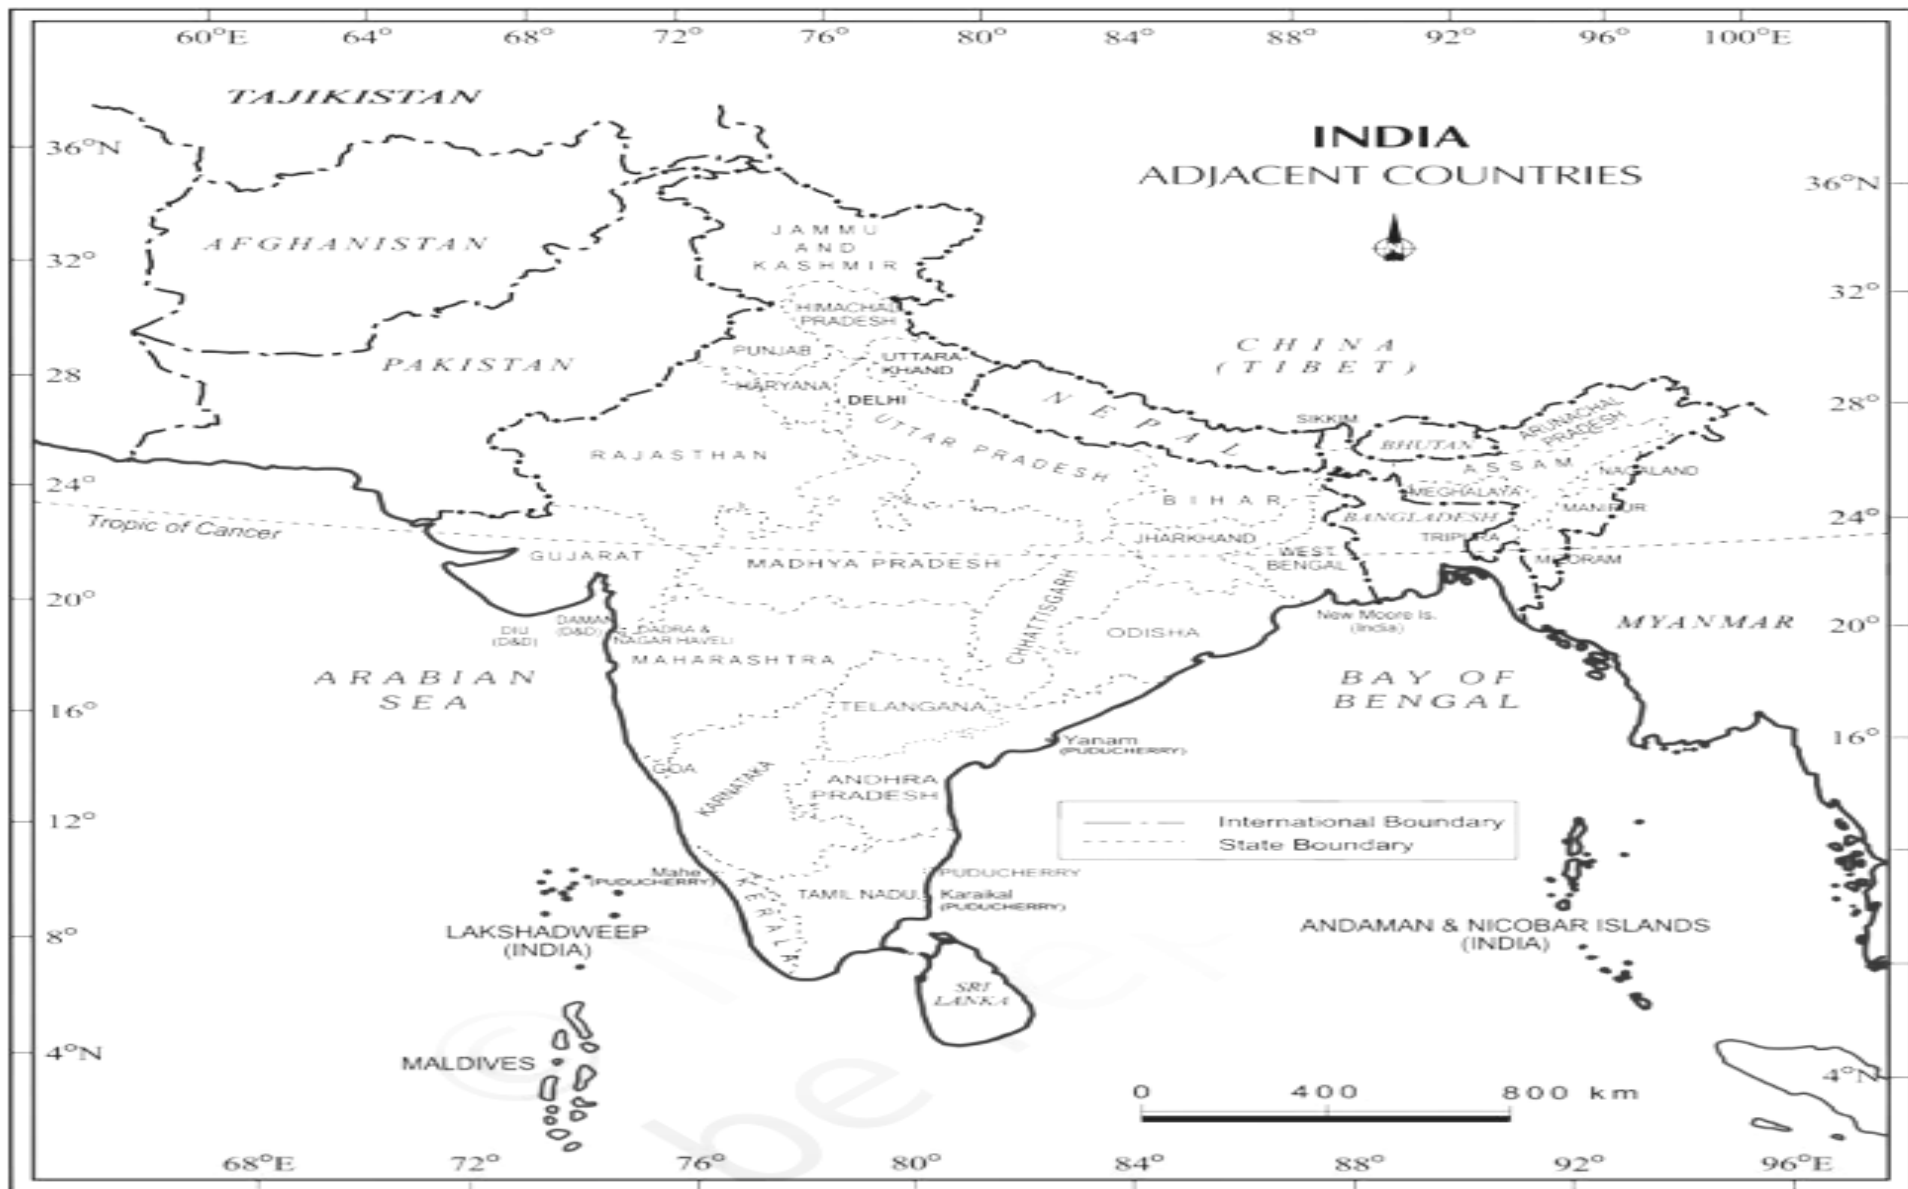 60°E 64° 68° 72° 76° 80° 84° 88° 92° 96° 100°E
TAJIKISTAN
INDIA
ADJACENT COUNTRIES
36°N
36°N
N
AFGHANISTAN
JAMMU
AND
KASHMIR
32°
32°
HIMACHAL
PRADESH
CHINA
(TIBET)
PAKISTAN
PUNJAB
UTTARA-
KHAND
28
28°
HARYANA
DELHI
NEPAL
SIKKIM
BHUTAN
ARUNACHAL
PRADESH
RAJASTHAN
UTTAR PRADESH
ASSAM
NAGALAND
24°
24°
BIHAR
MEGHALAYA
MANIPUR
BANGLADESH
Tropic of Cancer
GUJARAT
MADHYA PRADESH
JHARKHAND
WEST
BENGAL
TRIPURA
MIZORAM
20°
20°
DIU
(D&D)
DAMAN
(D&D)
DADRA &
NAGAR HAVELI
CHHATTISGARH
ODISHA
New Moore Is.
(India)
MYANMAR
MAHARASHTRA
ARABIAN
SEA
BAY OF
BENGAL
16°
16°
TELANGANA
Yanam
(PUDUCHERRY)
GOA
KARNATAKA
ANDHRA
PRADESH
12°
International Boundary
State Boundary
Mahe
(PUDUCHERRY)
KERALA
TAMIL NADU
PUDUCHERRY
Karaikal
(PUDUCHERRY)
LAKSHADWEEP
(INDIA)
ANDAMAN & NICOBAR ISLANDS
(INDIA)
8°
SRI
LANKA
4°N
4°N
MALDIVES
0 400 800 km
©
be
68°E 72° 76° 80° 84° 88° 92° 96°E